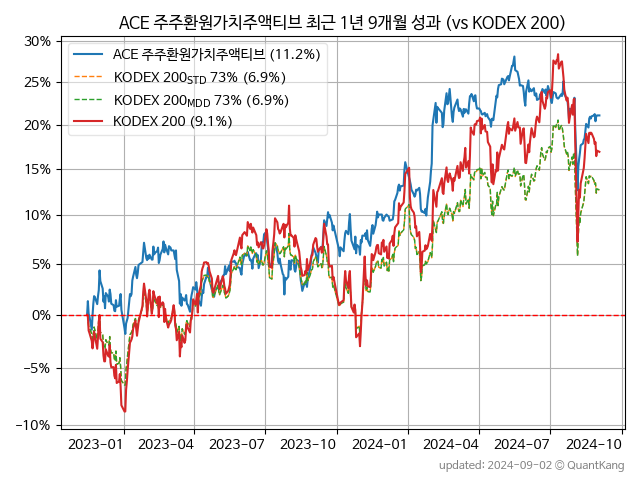 ACE 주주환원가치주액티브 최근 1년 9개월 성과 (vs KODEX 200)
30%
25%
20%
15%
10%
5%
0%
−5%
−10%
ACE 주주환원가치주액티브 (11.2%)
KODEX 200STD 73% (6.9%)
KODEX 200MDD 73% (6.9%)
KODEX 200 (9.1%)
2023−01 2023−04 2023−07 2023−10 2024−01 2024−04 2024−07 2024−10
updated: 2024−09−02 © QuantKang